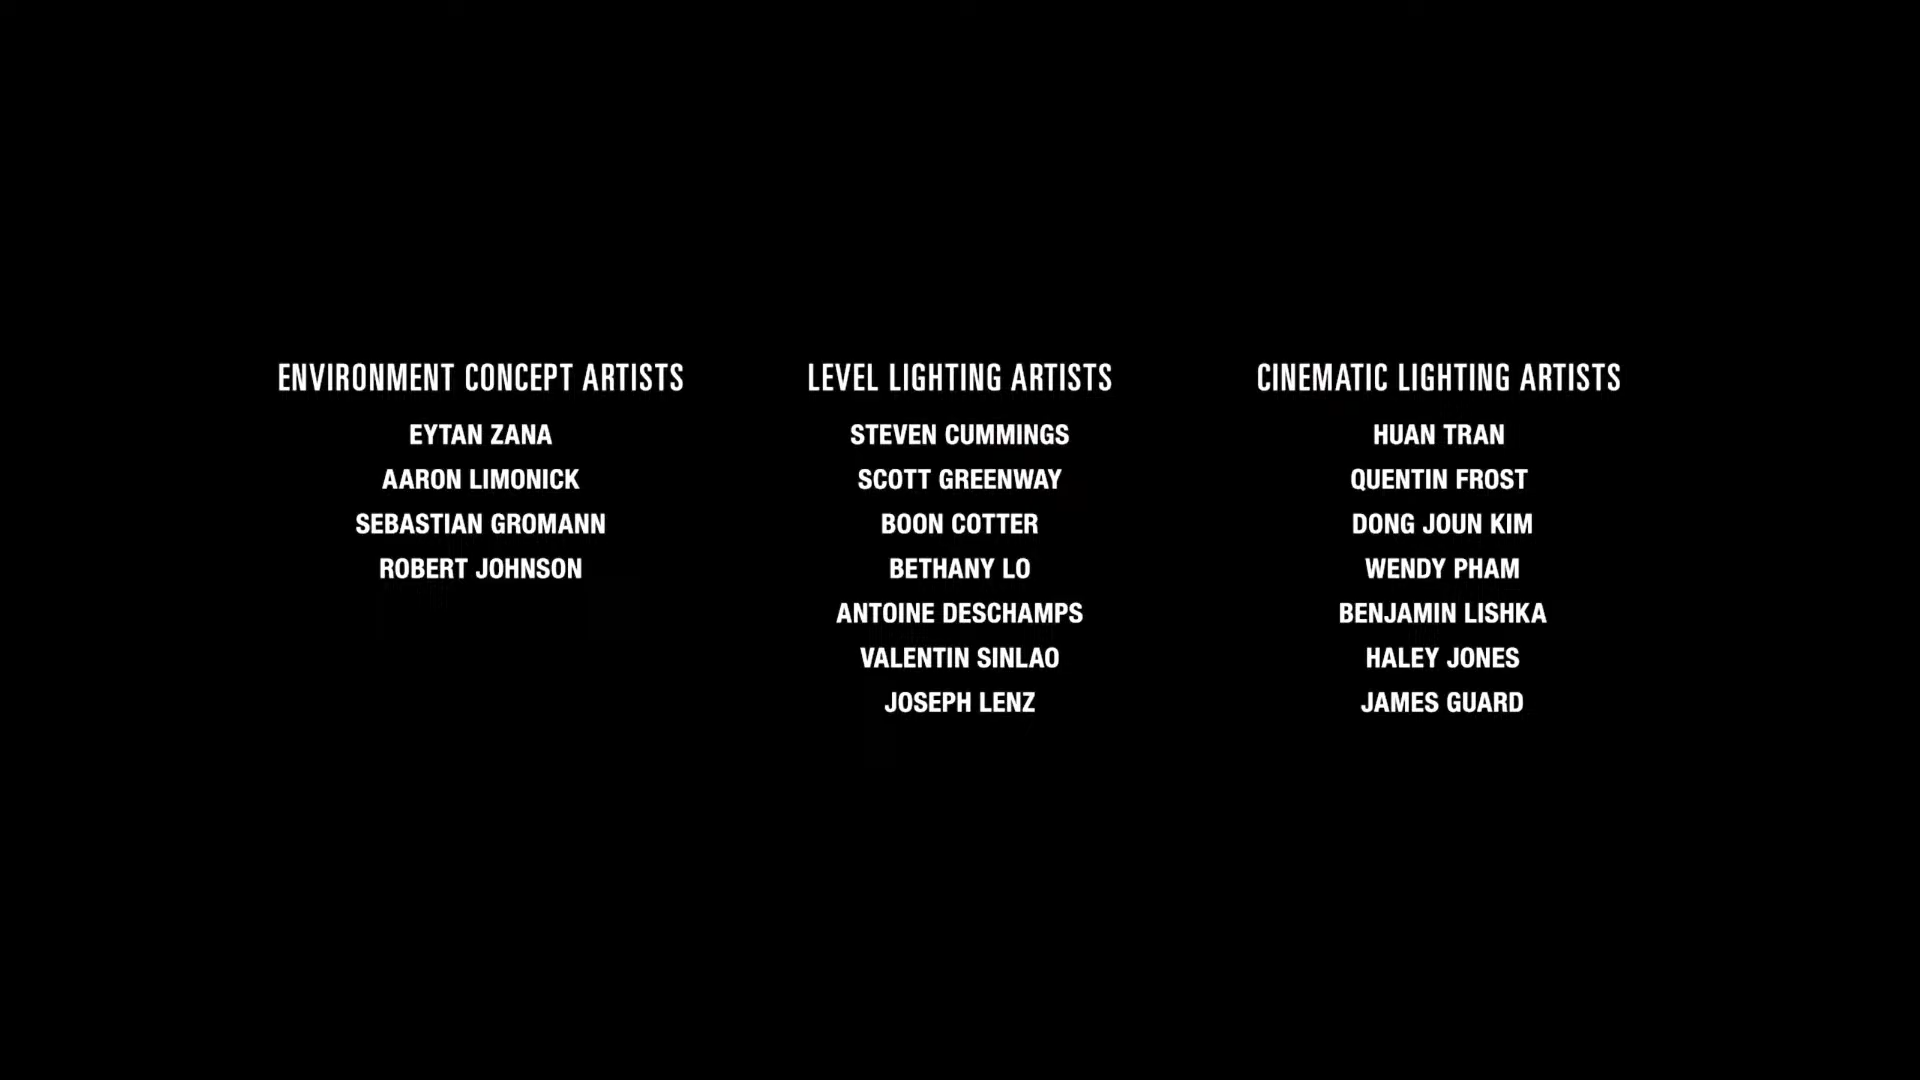 ENVIRONMENT CONCEPT ARTISTS
EYTAN ZANA
AARON LIMONICK
SEBASTIAN GROMANN
ROBERT JOHNSON
LEVEL LIGHTING ARTISTS
STEVEN CUMMINGS
SCOTT GREENWAY
BOON COTTER
BETHANY LO
ANTOINE DESCHAMPS
VALENTIN SINLAO
JOSEPH LENZ
CINEMATIC LIGHTING ARTISTS
HUAN TRAN
QUENTIN FROST
DONG JOUN KIM
WENDY PHAM
BENJAMIN LISHKA
HALEY JONES
JAMES GUARD